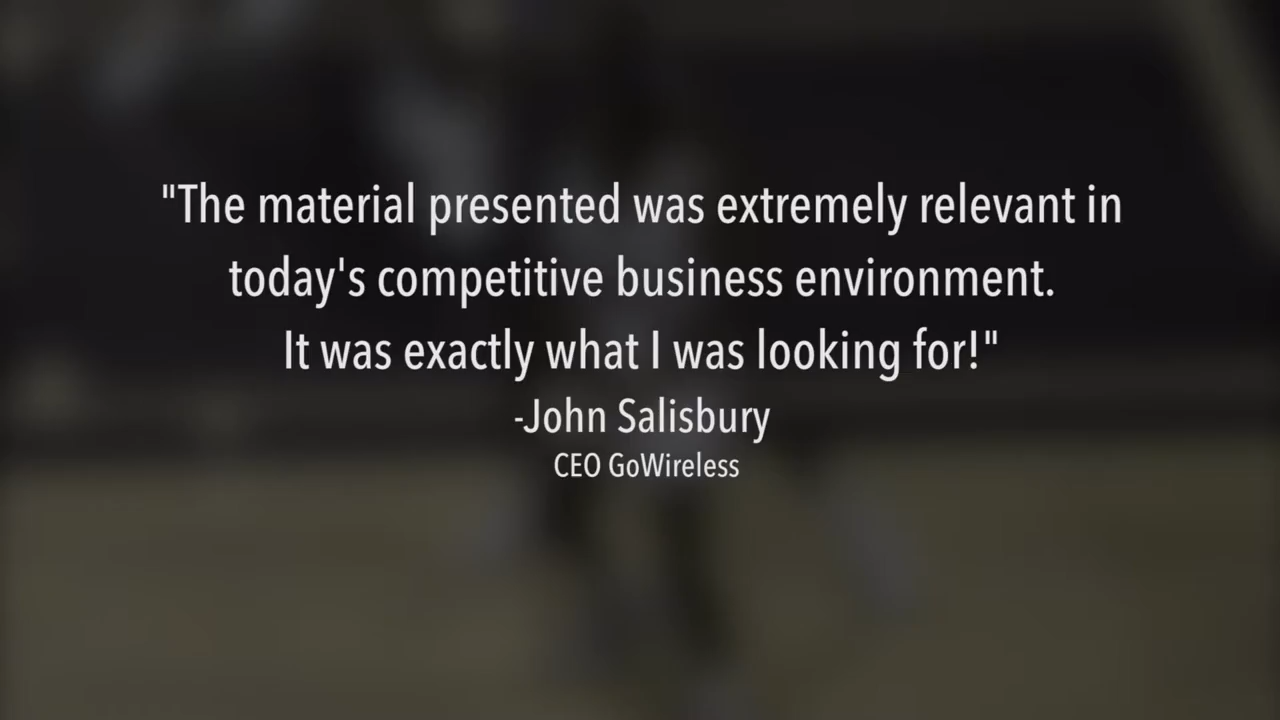 "The material presented was extremely relevant in
today's competitive business environment.
It was exactly what I was looking for!"
-John Salisbury
CEO GoWireless